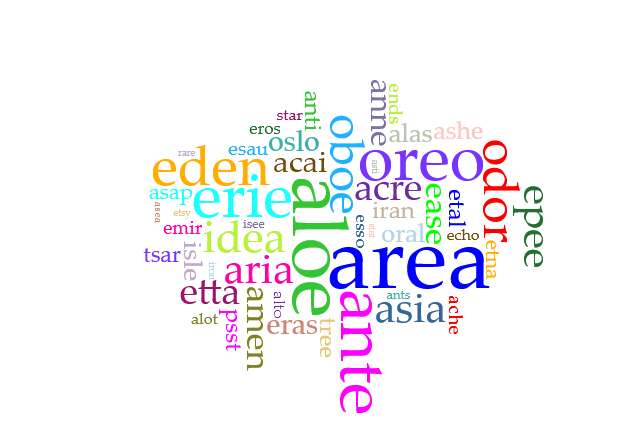 anti
anne
ends
star
eros
oslo
oboe
alas
ashe
esau
rare
eden
acai
oreo
asti
odor
asap
erie
aloe
acre
ease
etal
epee
asea
etsy
isee
iran
esso
emir
idea
oral
echo
etna
tsar
isle
aria
area
etta
amen
alto
ante
asia
ants
ache
alot
psst
eras
tree